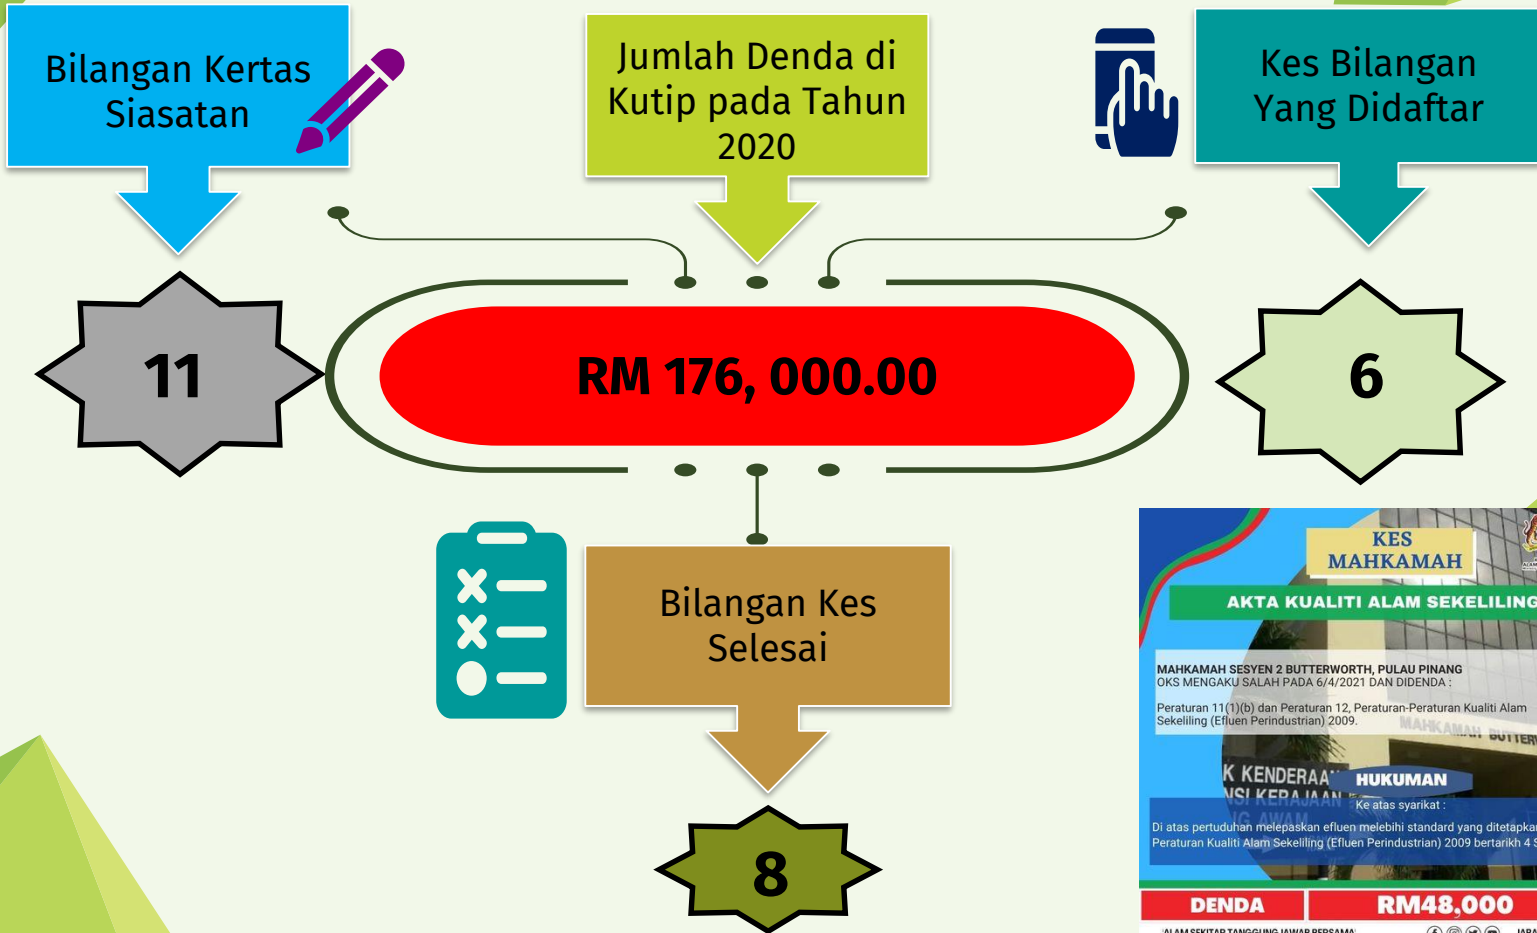 Bilangan Kertas
Siasatan
11
Jumlah Denda di
Kutip pada Tahun
2020
RM 176, 000.00
Kes Bilangan
Yang Didaftar
6
Bilangan Kes
Selesai
8
KES
MAHKAMAH
AKTA KUALITI ALAM SEKELILING
MAHKAMAH SESYEN 2 BUTTERWORTH, PULAU PINANG
OKS MENGAKU SALAH PADA 6/4/2021 DAN DIDENDA :
Peraturan 11(1)(b) dan Peraturan 12, Peraturan-Peraturan Kualiti Alam
Sekeliling (Efluen Perindustrian) 2009.
MAHKAMAH
K KENDERAA
HUKUMAN
Ke atas syarikat :
Di atas pertuduhan melepaskan efluen melebihi standard yang ditetapkan
Peraturan Kualiti Alam Sekeliling (Efluen Perindustrian) 2009 bertarikh 4 S
DENDA
RM48,000